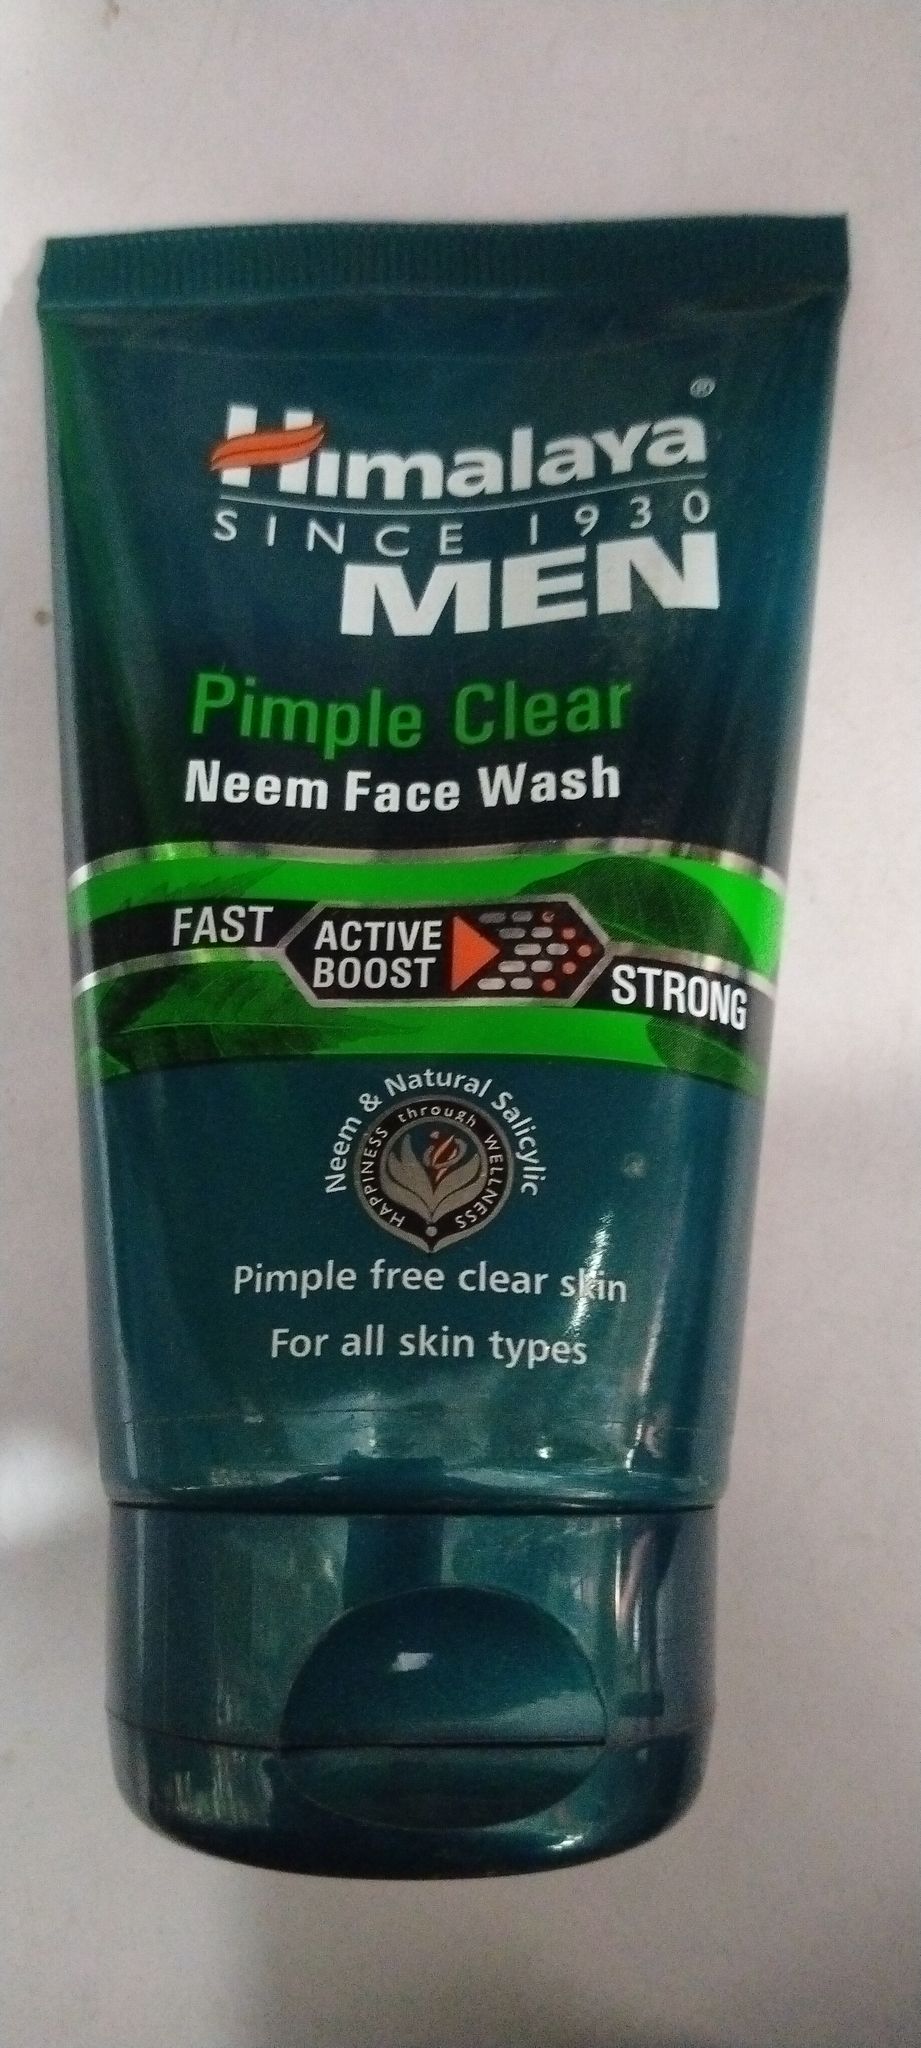 Himalaya®
SINCE 1930
MEN
Pimple Clear
Neem Face Wash
FAST
ACTIVE
BOOST
STRONG
Neem & Natural Salicylic
HAPPINESS through WELLNESS
Pimple free clear skin
For all skin types